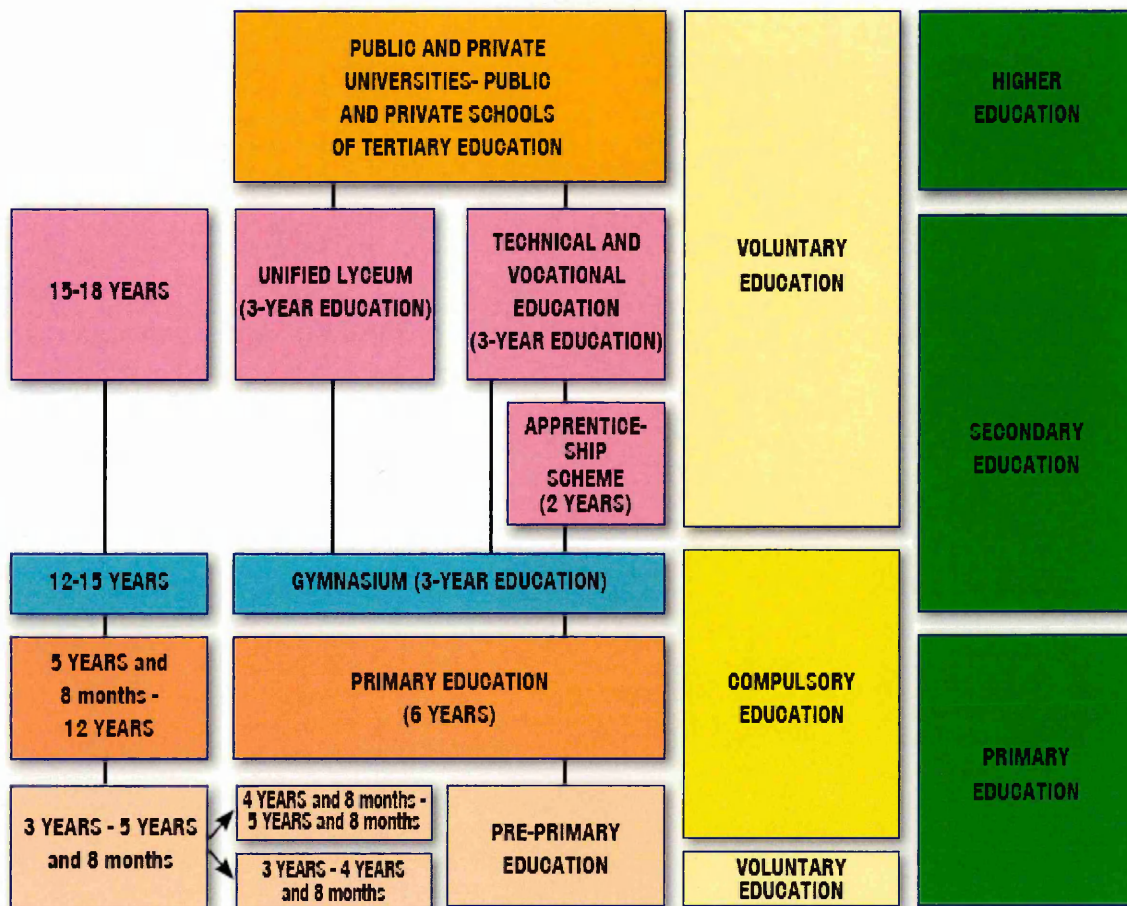 PUBLIC AND PRIVATE
UNIVERSITIES- PUBLIC
AND PRIVATE SCHOOLS
OF TERTIARY EDUCATION
HIGHER
EDUCATION
15-18 YEARS
UNIFIED LYCEUM
(3-YEAR EDUCATION)
TECHNICAL AND
VOCATIONAL
EDUCATION
(3-YEAR EDUCATION)
VOLUNTARY
EDUCATION
APPRENTICE-
SHIP
SCHEME
(2 YEARS)
SECONDARY
EDUCATION
12-15 YEARS
GYMNASIUM (3-YEAR EDUCATION)
5 YEARS and
8 months -
12 YEARS
PRIMARY EDUCATION
(6 YEARS)
COMPULSORY
EDUCATION
PRIMARY
EDUCATION
3 YEARS - 5 YEARS
and 8 months
4 YEARS and 8 months -
5 YEARS and 8 months
3 YEARS - 4 YEARS
and 8 months
PRE-PRIMARY
EDUCATION
VOLUNTARY
EDUCATION